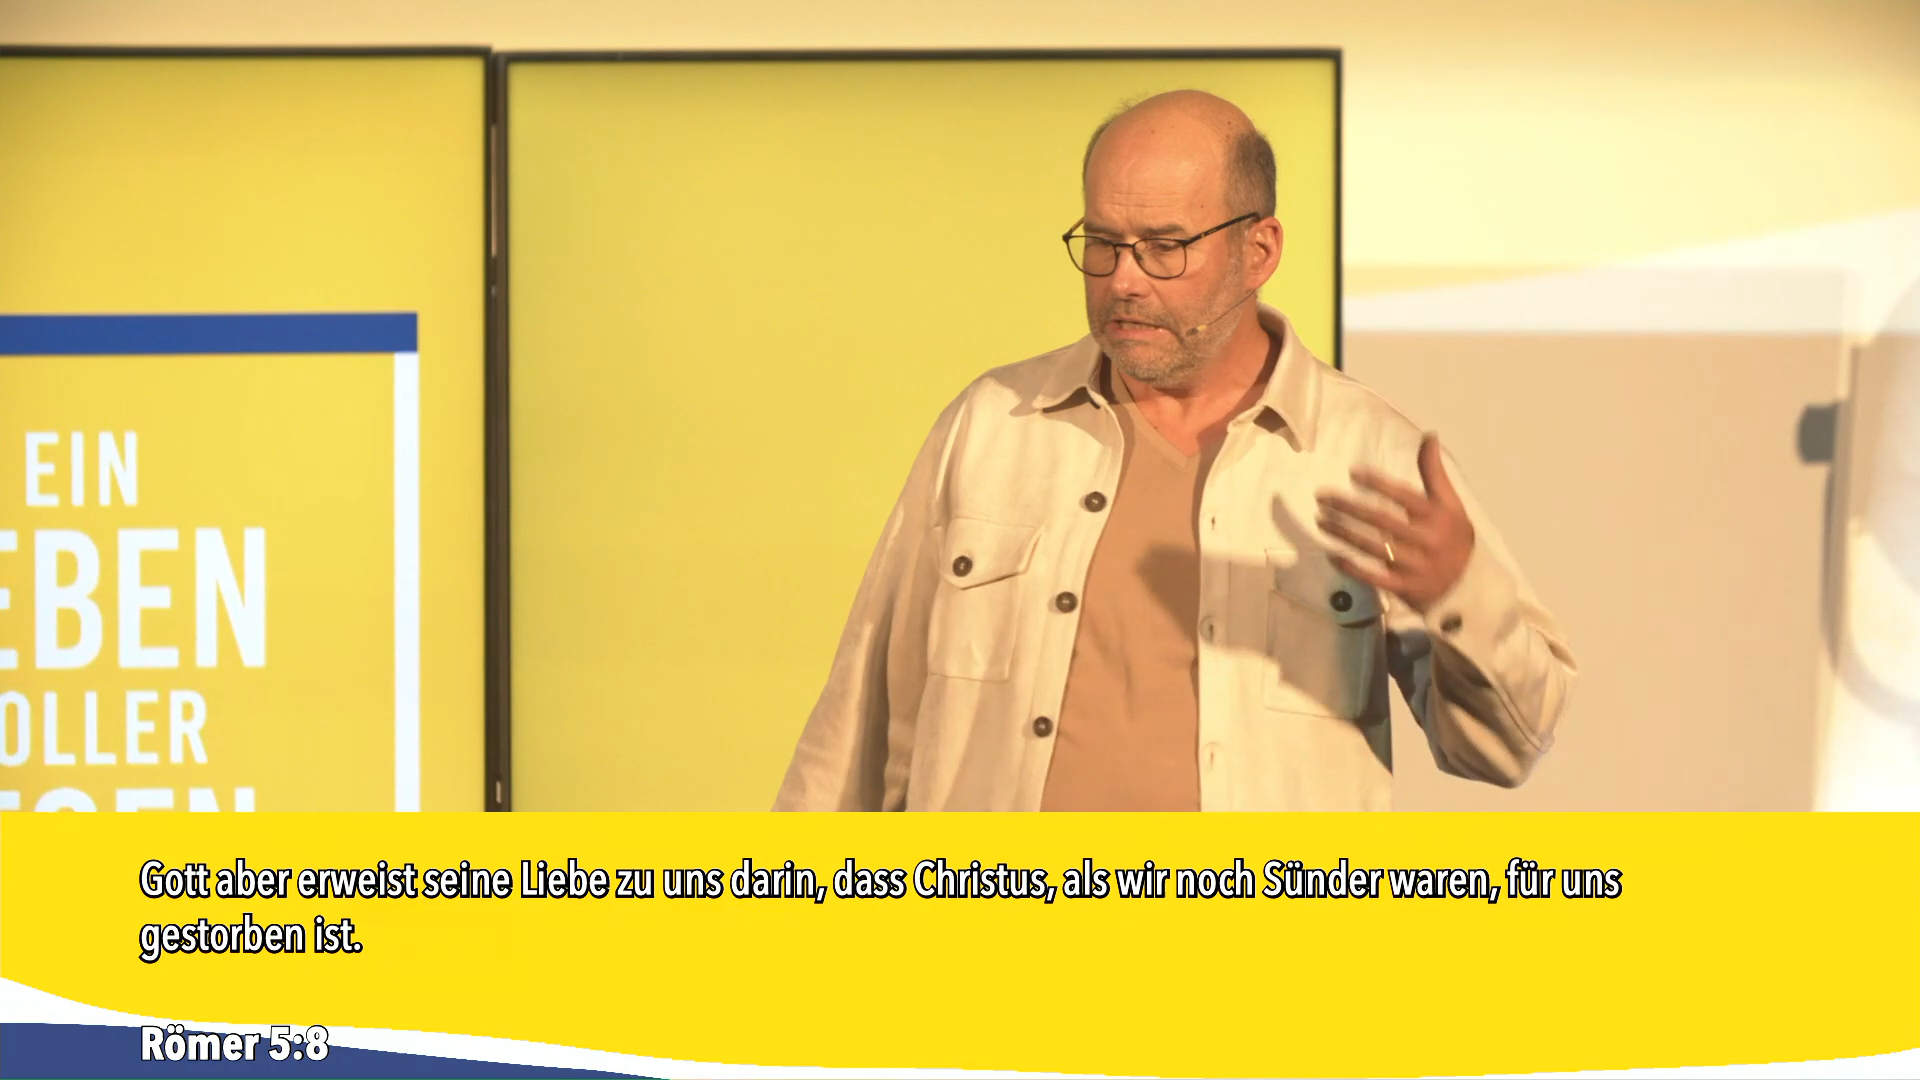 EIN
EBEN
OLLER
EGEN
Gott aber erweist seine Liebe zu uns darin, dass Christus, als wir noch Sünder waren, für uns
gestorben ist.
Römer 5:8